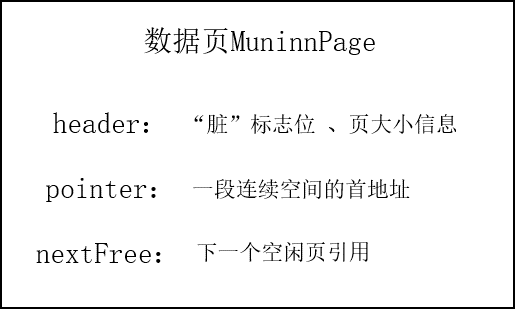 数据页MuninnPage
header： “脏”标志位 、页大小信息
pointer： 一段连续空间的首地址
nextFree： 下一个空闲页引用